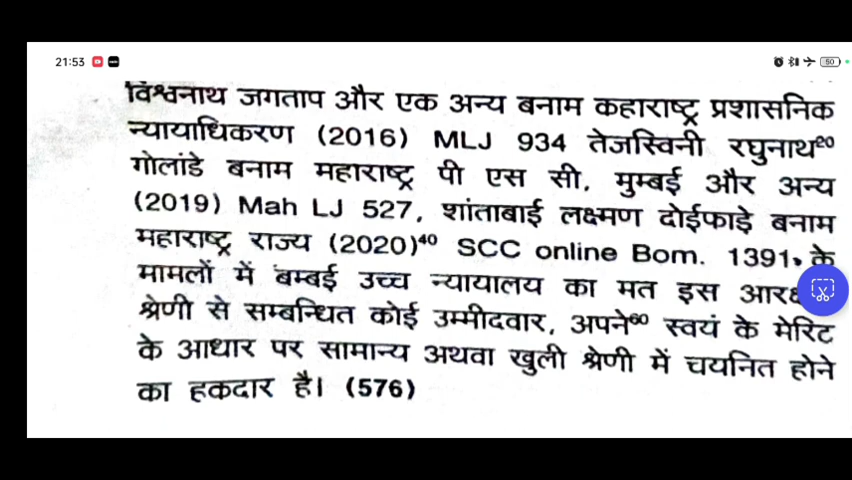 21:53
50
विश्वनाथ जगताप और एक अन्य बनाम कहाराष्ट्र प्रशासनिक
न्यायाधिकरण (2016) MLJ 934 तेजस्विनी रघुनाथ²⁰
गोलांडे बनाम महाराष्ट्र पी एस सी, मुम्बई और अन्य
(2019) Mah LJ 527, शांताबाई लक्ष्मण दोईफाड़े बनाम
महाराष्ट्र राज्य (2020)⁴⁰ SCC online Bom. 1391, के
मामलों में बम्बई उच्च न्यायालय का मत इस
श्रेणी से सम्बन्धित कोई उम्मीदवार, अपने⁶⁰ स्वयं के मेरिट
के आधार पर सामान्य अथवा खुली श्रेणी में चयनित होने
का हकदार है। (576)